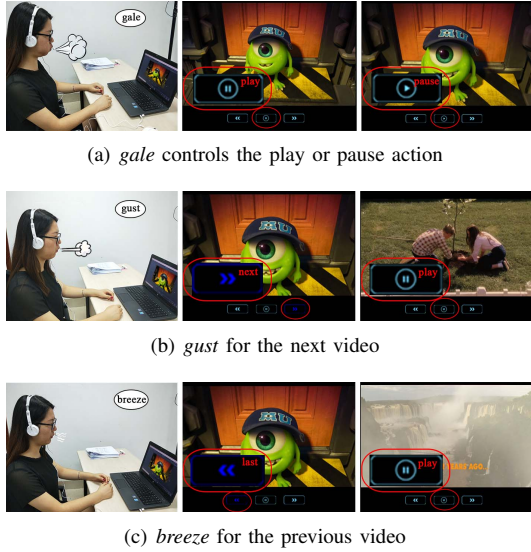 gale
play
pause
(a) gale controls the play or pause action
gust
next
play
(b) gust for the next video
breeze
last
play
(c) breeze for the previous video